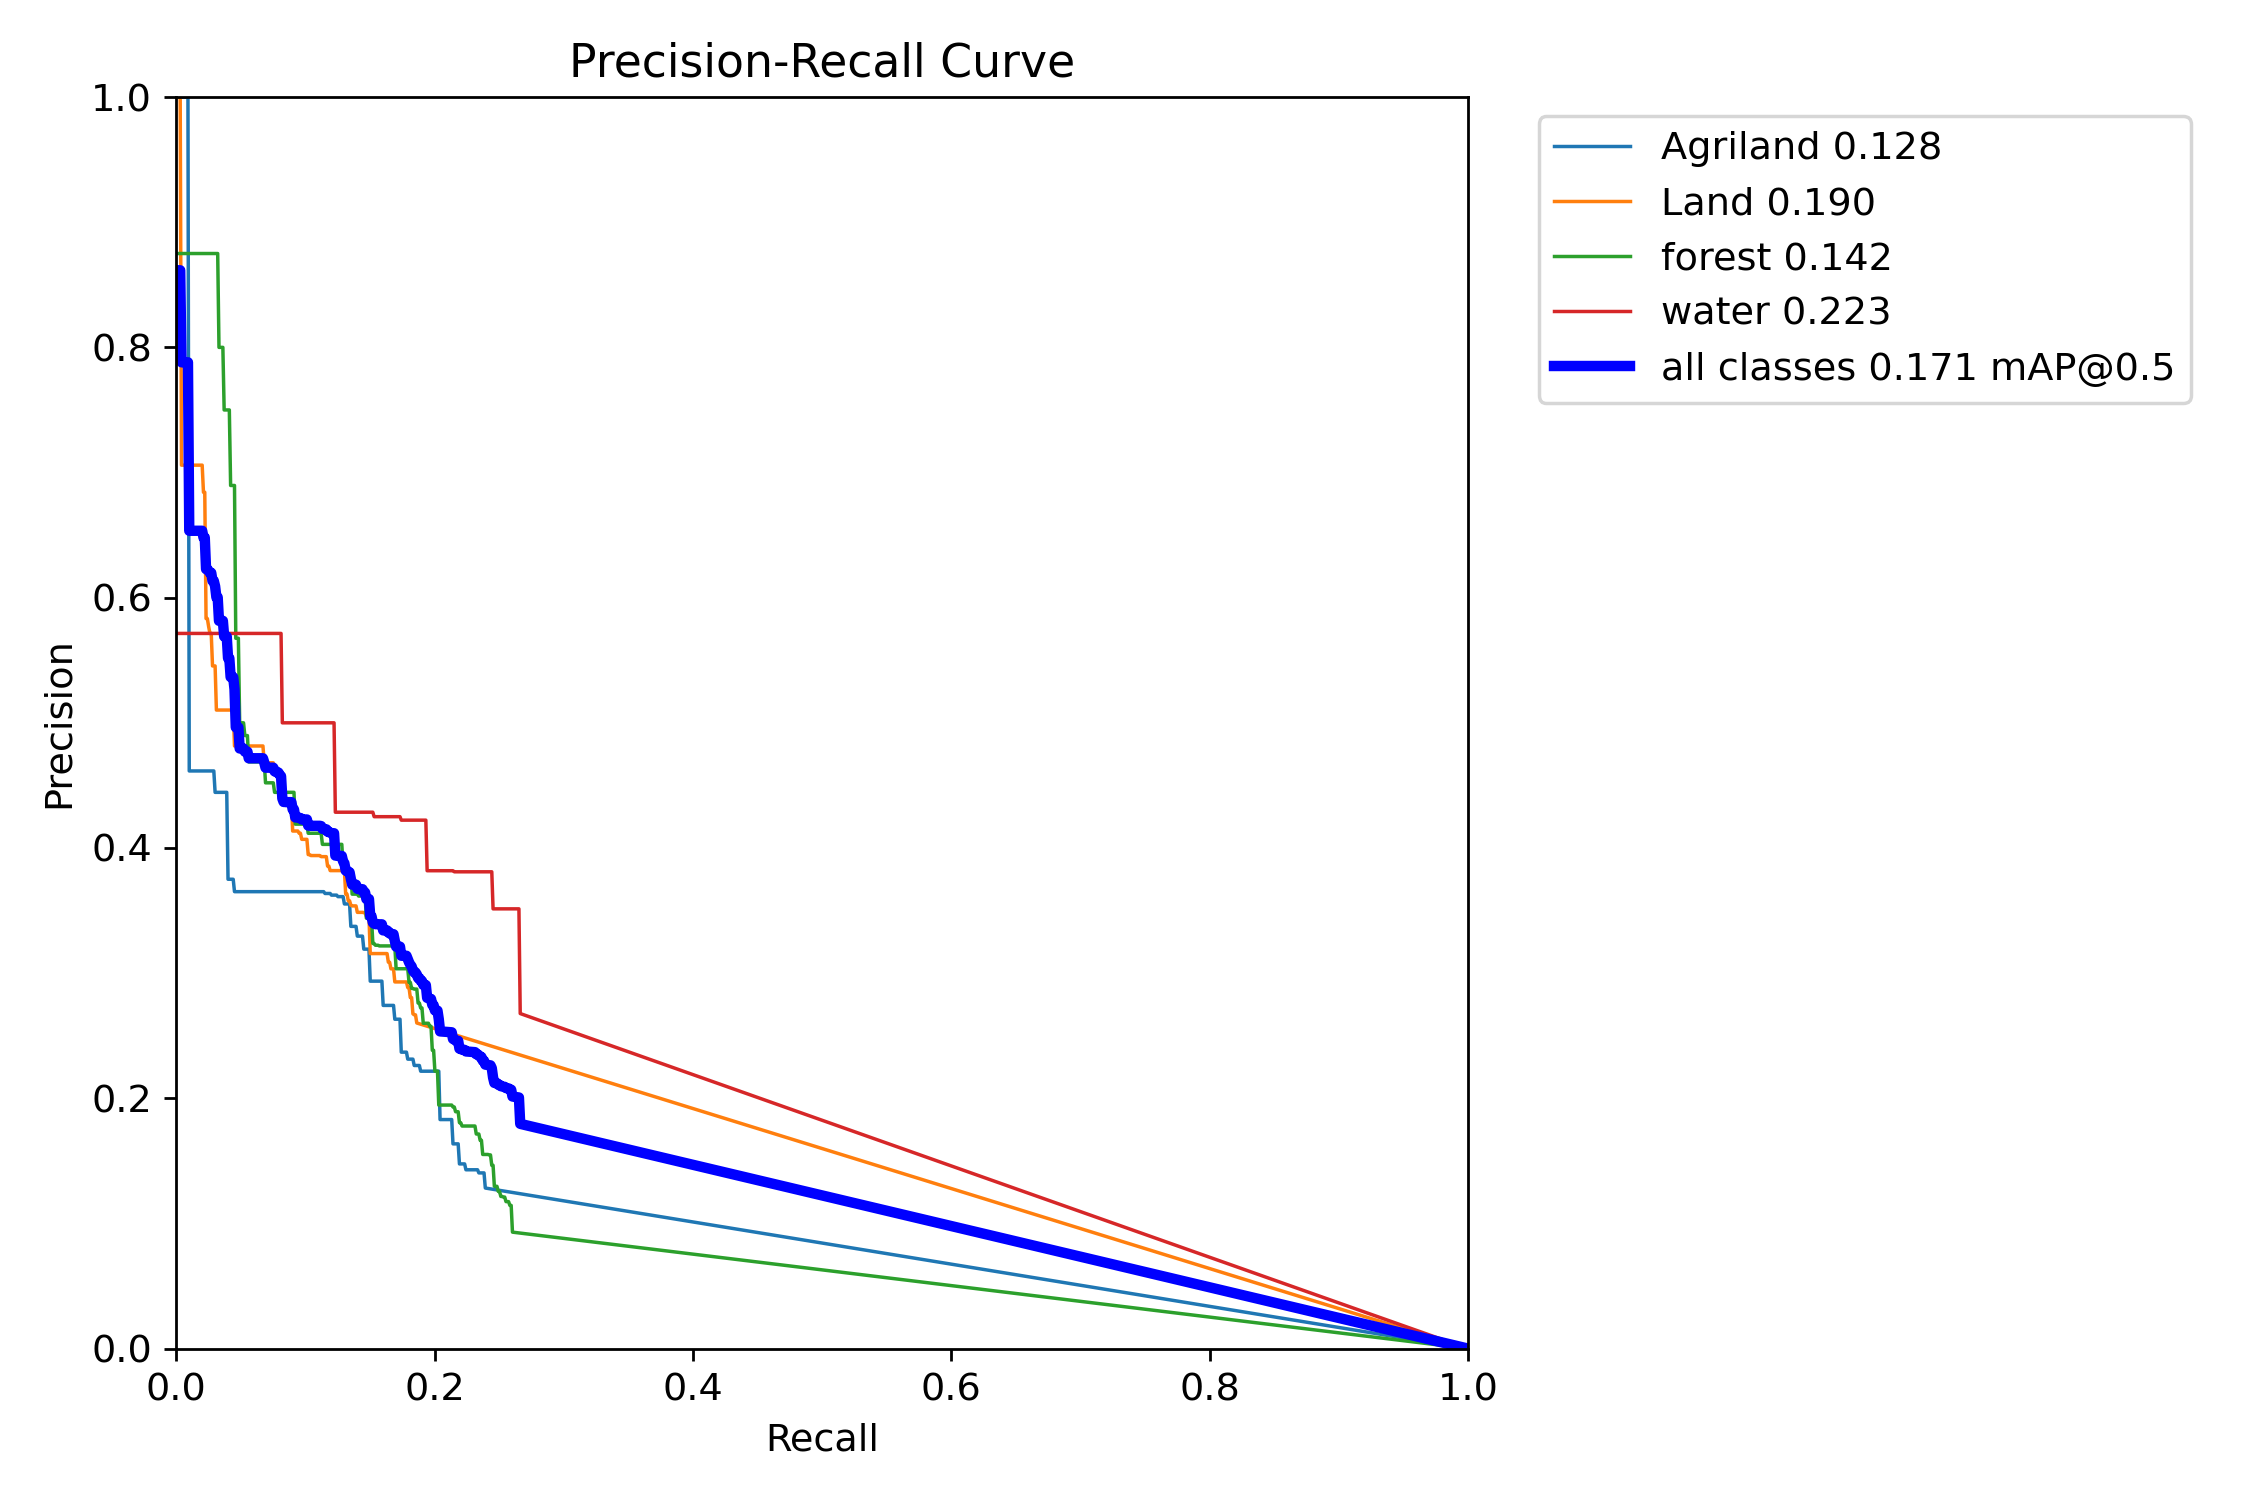 Precision-Recall Curve
1.0
0.8
0.6
0.4
0.2
0.0
Precision
0.0 0.2 0.4 0.6 0.8 1.0
Recall
Agriland 0.128
Land 0.190
forest 0.142
water 0.223
all classes 0.171 mAP@0.5